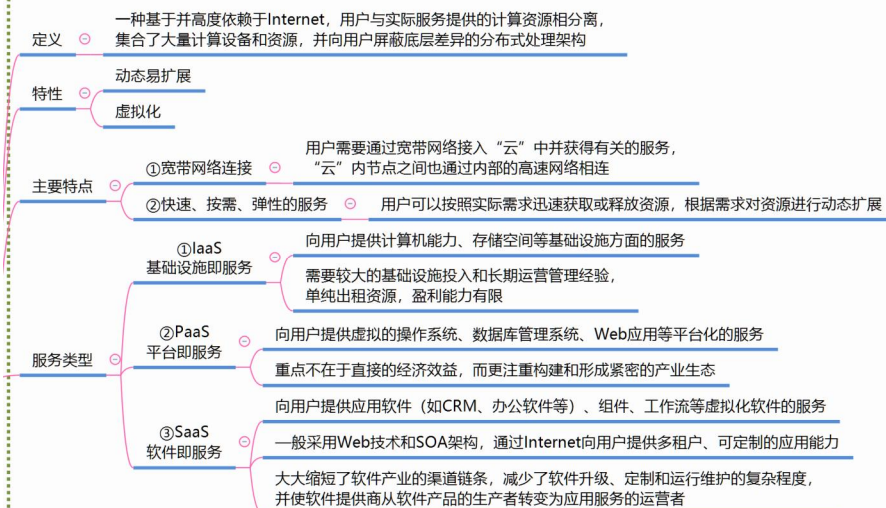 定义
一种基于并高度依赖于Internet，用户与实际服务提供的计算资源相分离，
集合了大量计算设备和资源，并向用户屏蔽底层差异的分布式处理架构
特性
动态易扩展
虚拟化
主要特点
①宽带网络连接
用户需要通过宽带网络接入“云”中并获得有关的服务，
“云”内节点之间也通过内部的高速网络相连
②快速、按需、弹性的服务
用户可以按照实际需求迅速获取或释放资源，根据需求对资源进行动态扩展
服务类型
①IaaS
基础设施即服务
向用户提供计算机能力、存储空间等基础设施方面的服务
需要较大的基础设施投入和长期运营管理经验，
单纯出租资源，盈利能力有限
②PaaS
平台即服务
向用户提供虚拟的操作系统、数据库管理系统、Web应用等平台化的服务
重点不在于直接的经济效益，而更注重构建和形成紧密的产业生态
③SaaS
软件即服务
向用户提供应用软件（如CRM、办公软件等）、组件、工作流等虚拟化软件的服务
一般采用Web技术和SOA架构，通过Internet向用户提供多租户、可定制的应用能力
大大缩短了软件产业的渠道链条，减少了软件升级、定制和运行维护的复杂程度，
并使软件提供商从软件产品的生产者转变为应用服务的运营者